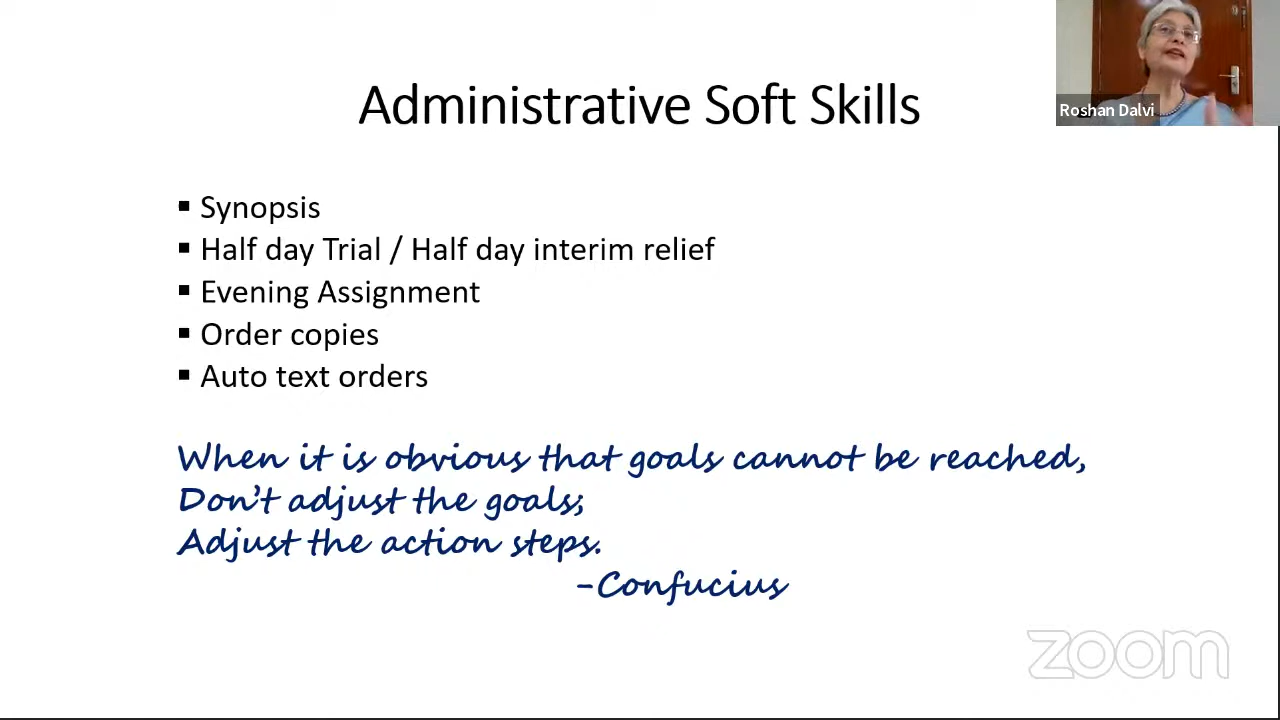 Administrative Soft Skills
Roshan Dalvi
▪ Synopsis
▪ Half day Trial / Half day interim relief
▪ Evening Assignment
▪ Order copies
▪ Auto text orders
When it is obvious that goals cannot be reached,
Don't adjust the goals;
Adjust the action steps.
-Confucius
zoom